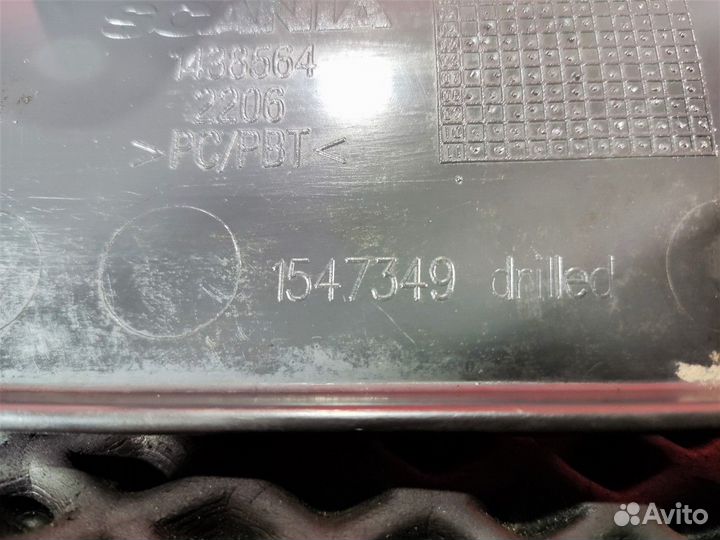 SCANIA
1438564
2206
>PC/PBT<
1547349 drilled
Avito